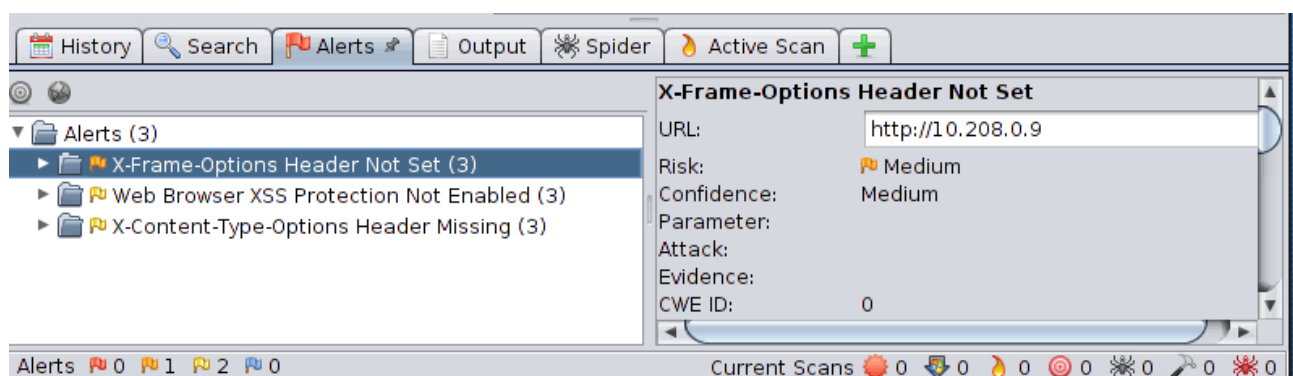 History Search Alerts Output Spider Active Scan
Alerts (3)
X-Frame-Options Header Not Set (3)
Web Browser XSS Protection Not Enabled (3)
X-Content-Type-Options Header Missing (3)
X-Frame-Options Header Not Set
URL: http://10.208.0.9
Risk: Medium
Confidence: Medium
Parameter:
Attack:
Evidence:
CWE ID: 0
Alerts 0 1 2 0 Current Scans 0 0 0 0 0 0 0